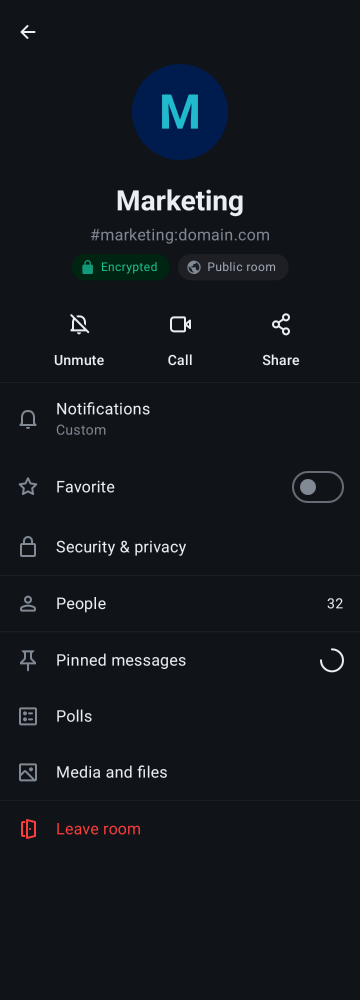 M
Marketing
#marketing:domain.com
Encrypted
Public room
Unmute
Call
Share
Notifications
Custom
Favorite
Security & privacy
People
32
Pinned messages
Polls
Media and files
Leave room